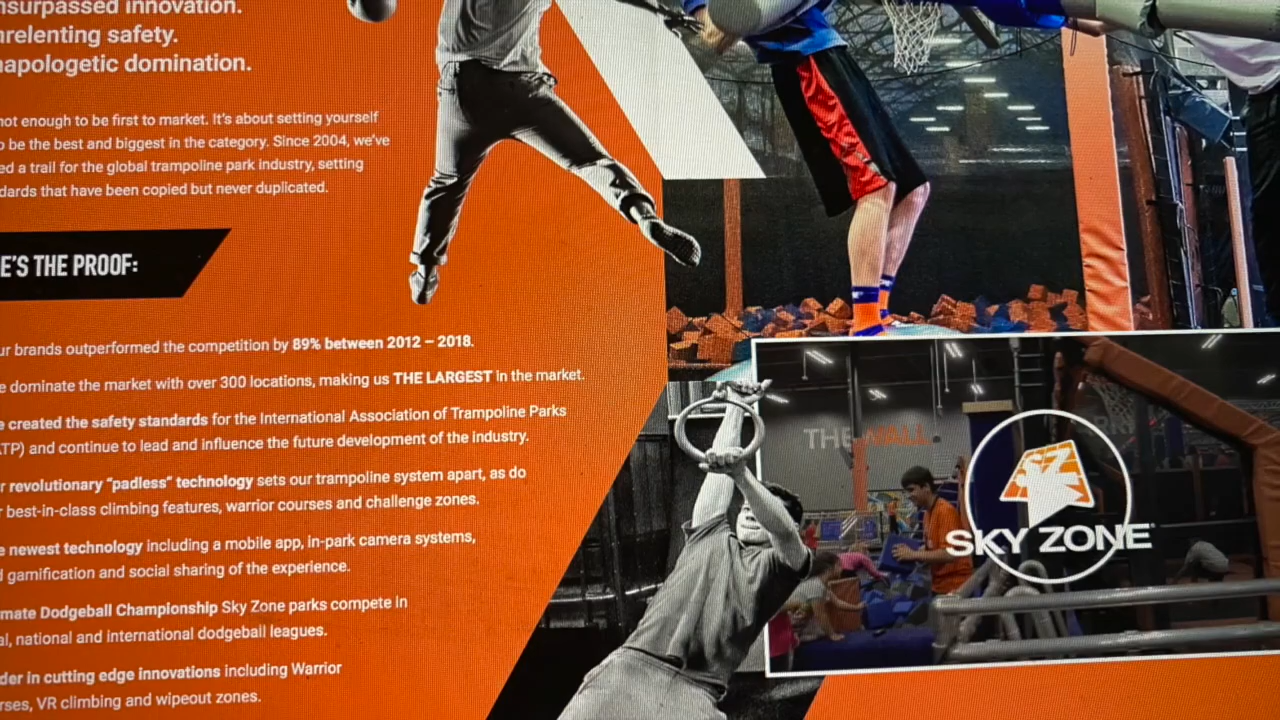 nsurpassed innovation.
nrelenting safety.
napologetic domination.
not enough to be first to market. It's about setting yourself
o be the best and biggest in the category. Since 2004, we've
ed a trail for the global trampoline park industry, setting
dards that have been copied but never duplicated.
E'S THE PROOF:
ur brands outperformed the competition by 89% between 2012 – 2018.
e dominate the market with over 300 locations, making us THE LARGEST in the market.
e created the safety standards for the International Association of Trampoline Parks
ATP) and continue to lead and influence the future development of the industry.
r revolutionary "padless" technology sets our trampoline system apart, as do
r best-in-class climbing features, warrior courses and challenge zones.
e newest technology including a mobile app, in-park camera systems,
d gamification and social sharing of the experience.
mate Dodgeball Championship Sky Zone parks compete in
al, national and international dodgeball leagues.
der in cutting edge innovations including Warrior
rses, VR climbing and wipeout zones.
THE WALL
SZ
SKY ZONE